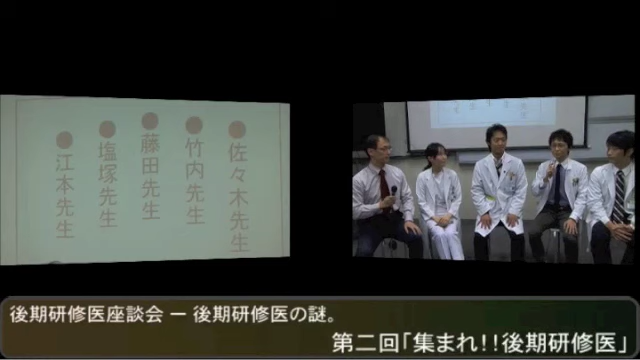 ●佐々木先生
●竹内先生
●藤田先生
●塩塚先生
●江本先生
後期研修医座談会 ー 後期研修医の謎。
第二回「集まれ!!後期研修医」